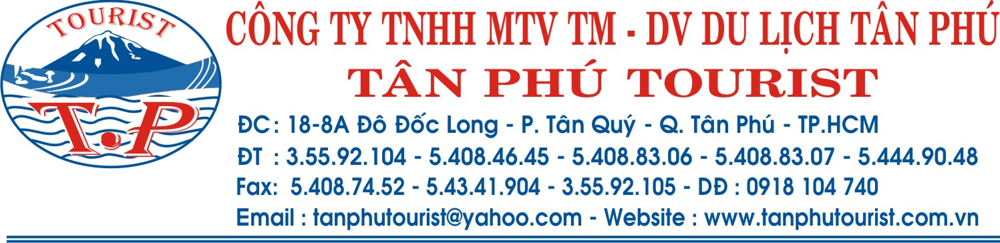 TOURIST
T.P
CÔNG TY TNHH MTV TM - DV DU LỊCH TÂN PHÚ
TÂN PHÚ TOURIST
ĐC : 18-8A Đô Đốc Long - P. Tân Quý - Q. Tân Phú - TP.HCM
ĐT : 3.55.92.104 - 5.408.46.45 - 5.408.83.06 - 5.408.83.07 - 5.444.90.48
Fax: 5.408.74.52 - 5.43.41.904 - 3.55.92.105 - DĐ : 0918 104 740
Email : tanphutourist@yahoo.com - Website : www.tanphutourist.com.vn